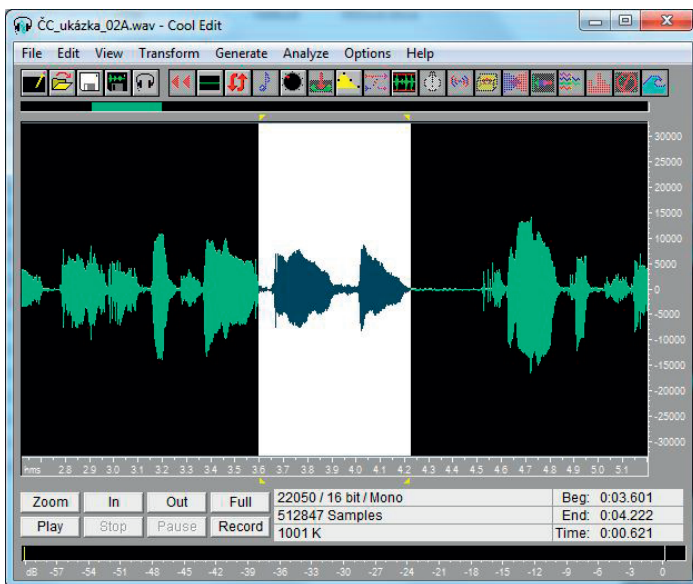 ČC_ukázka_02A.wav - Cool Edit
File Edit View Transform Generate Analyze Options Help
30000
25000
20000
15000
10000
5000
0
-5000
-10000
-15000
-20000
-25000
-30000
hms 2.8 2.9 3.0 3.1 3.2 3.3 3.4 3.5 3.6 3.7 3.8 3.9 4.0 4.1 4.2 4.3 4.4 4.5 4.6 4.7 4.8 4.9 5.0 5.1
Zoom In Out Full 22050 / 16 bit / Mono Beg: 0:03.601
512847 Samples End: 0:04.222
Play Stop Pause Record 1001 K Time: 0:00.621
dB -57 -54 -51 -48 -45 -42 -39 -36 -33 -30 -27 -24 -21 -18 -15 -12 -9 -6 -3 0